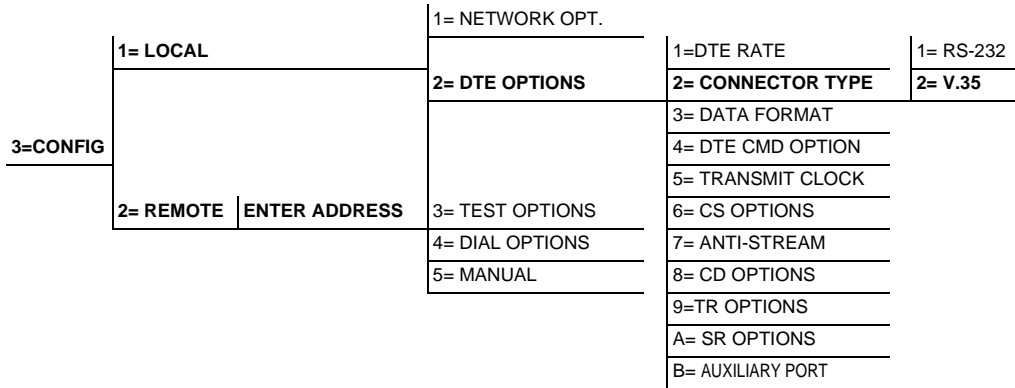 1= NETWORK OPT.
1= LOCAL 1=DTE RATE 1= RS-232
2= DTE OPTIONS 2= CONNECTOR TYPE 2= V.35
3= DATA FORMAT
3=CONFIG 4= DTE CMD OPTION
5= TRANSMIT CLOCK
2= REMOTE ENTER ADDRESS 3= TEST OPTIONS 6= CS OPTIONS
4= DIAL OPTIONS 7= ANTI-STREAM
5= MANUAL 8= CD OPTIONS
9=TR OPTIONS
A= SR OPTIONS
B= AUXILIARY PORT